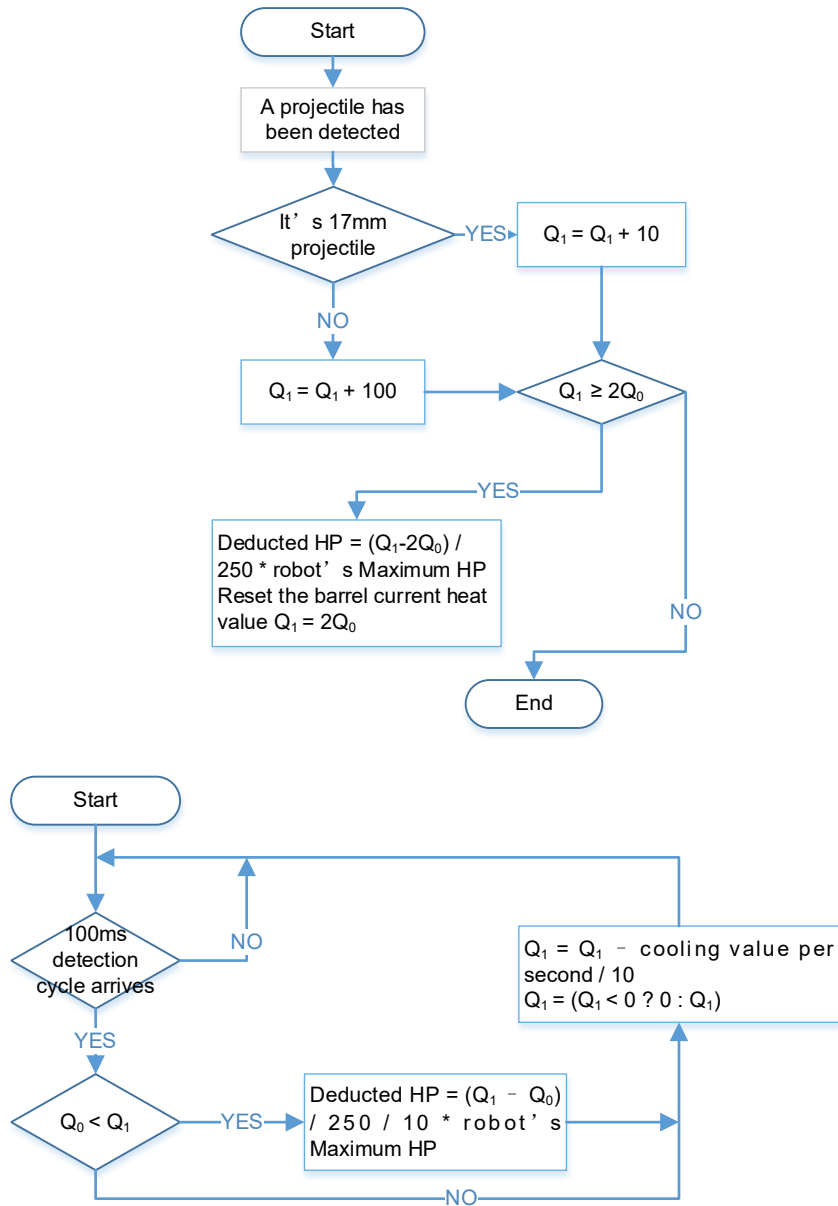 Start
A projectile has
been detected
It’s 17mm
projectile
YES
Q₁ = Q₁ + 10
NO
Q₁ = Q₁ + 100
Q₁ ≥ 2Q₀
YES
Deducted HP = (Q₁-2Q₀) /
250 * robot’s Maximum HP
Reset the barrel current heat
value Q₁ = 2Q₀
NO
End
Start
100ms
detection
cycle arrives
NO
Q₁ = Q₁ – cooling value per
second / 10
Q₁ = (Q₁ < 0 ? 0 : Q₁)
YES
Q₀ < Q₁
YES
Deducted HP = (Q₁ – Q₀)
/ 250 / 10 * robot’s
Maximum HP
NO